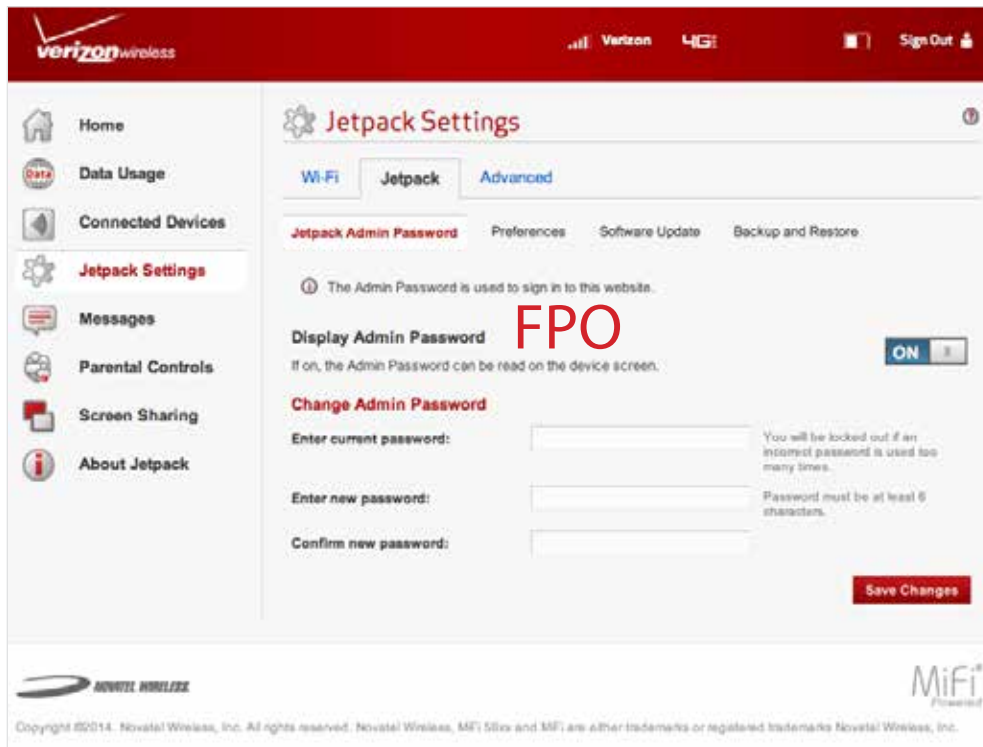 verizonwireless
Verizon 4G Sign Out
Home
Data Usage
Connected Devices
Jetpack Settings
Messages
Parental Controls
Screen Sharing
About Jetpack
Data
Jetpack Settings
Wi-Fi Jetpack Advanced
Jetpack Admin Password Preferences Software Update Backup and Restore
The Admin Password is used to sign in to this website.
FPO
Display Admin Password
If on, the Admin Password can be read on the device screen.
ON
Change Admin Password
Enter current password:
You will be locked out if an
incorrect password is used too
many times.
Enter new password:
Password must be at least 6
characters.
Confirm new password:
Save Changes
NOVATEL WIRELESS
MiFi
Powered
Copyright ©2014. Novatel Wireless, Inc. All rights reserved. Novatel Wireless, MiFi and MiFi are either trademarks or registered trademarks Novatel Wireless, Inc.